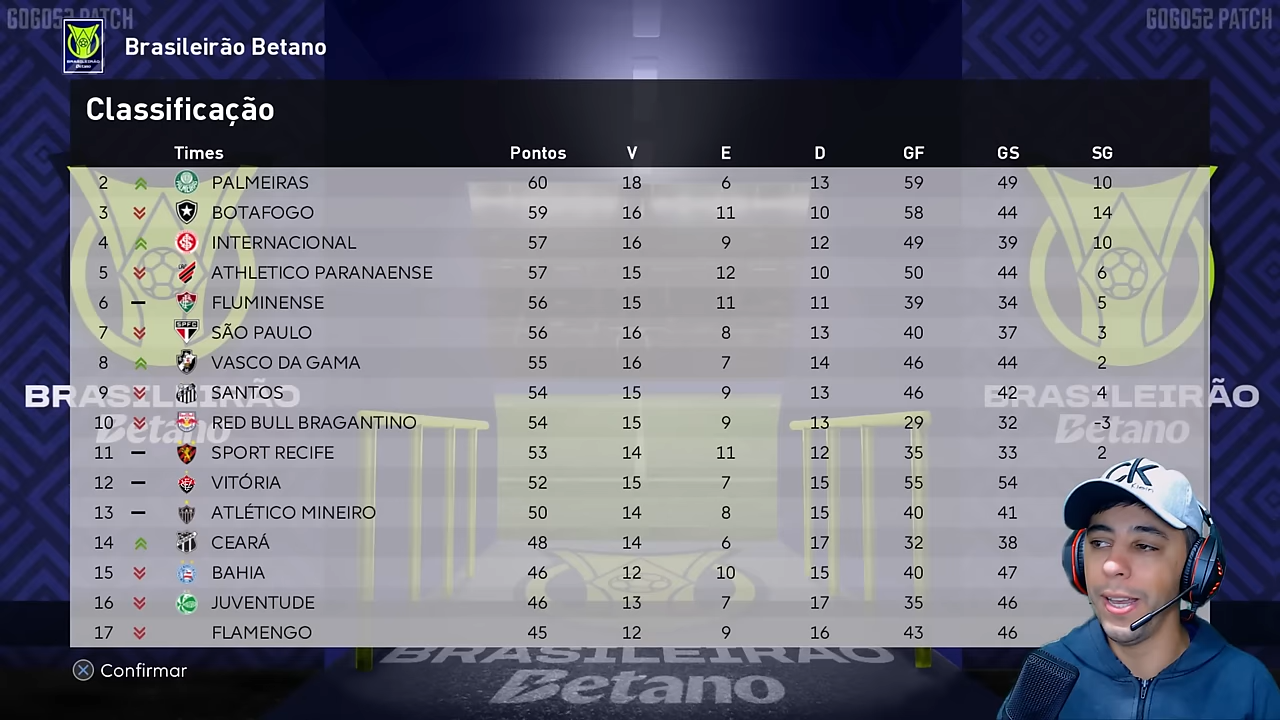 GOGO52 PATCH
GOGO52 PATCH
Brasileirão Betano
Classificação
Times Pontos V E D GF GS SG
2 PALMEIRAS 60 18 6 13 59 49 10
3 BOTAFOGO 59 16 11 10 58 44 14
4 INTERNACIONAL 57 16 9 12 49 39 10
5 ATHLETICO PARANAENSE 57 15 12 10 50 44 6
6 FLUMINENSE 56 15 11 11 39 34 5
7 SÃO PAULO 56 16 8 13 40 37 3
8 VASCO DA GAMA 55 16 7 14 46 44 2
9 SANTOS 54 15 9 13 46 42 4
10 RED BULL BRAGANTINO 54 15 9 13 29 32 -3
11 SPORT RECIFE 53 14 11 12 35 33 2
12 VITÓRIA 52 15 7 15 55 54
13 ATLÉTICO MINEIRO 50 14 8 15 40 41
14 CEARÁ 48 14 6 17 32 38
15 BAHIA 46 12 10 15 40 47
16 JUVENTUDE 46 13 7 17 35 46
17 FLAMENGO 45 12 9 16 43 46
BRASILEIRÃO
Betano
BRASILEIRÃO
Betano
BRASILEIRÃO
Betano
Confirmar